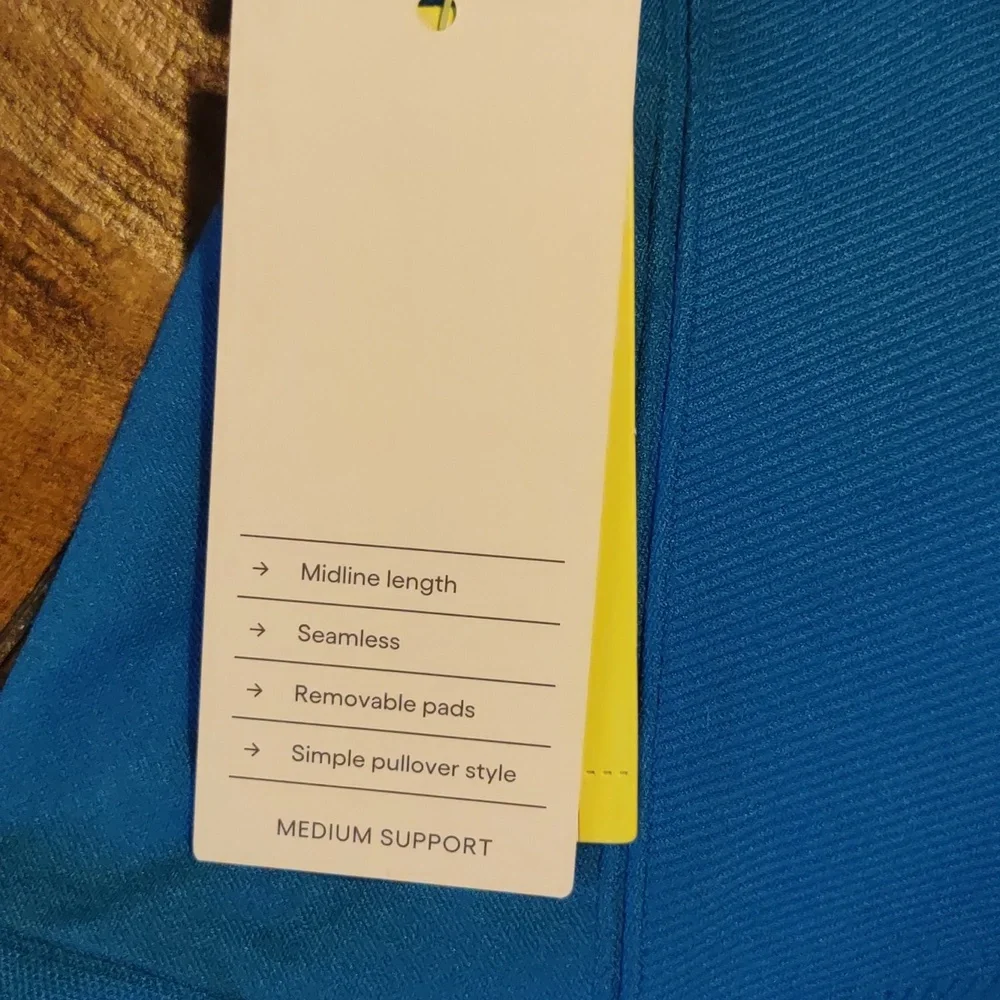 → Midline length
→ Seamless
→ Removable pads
→ Simple pullover style
MEDIUM SUPPORT